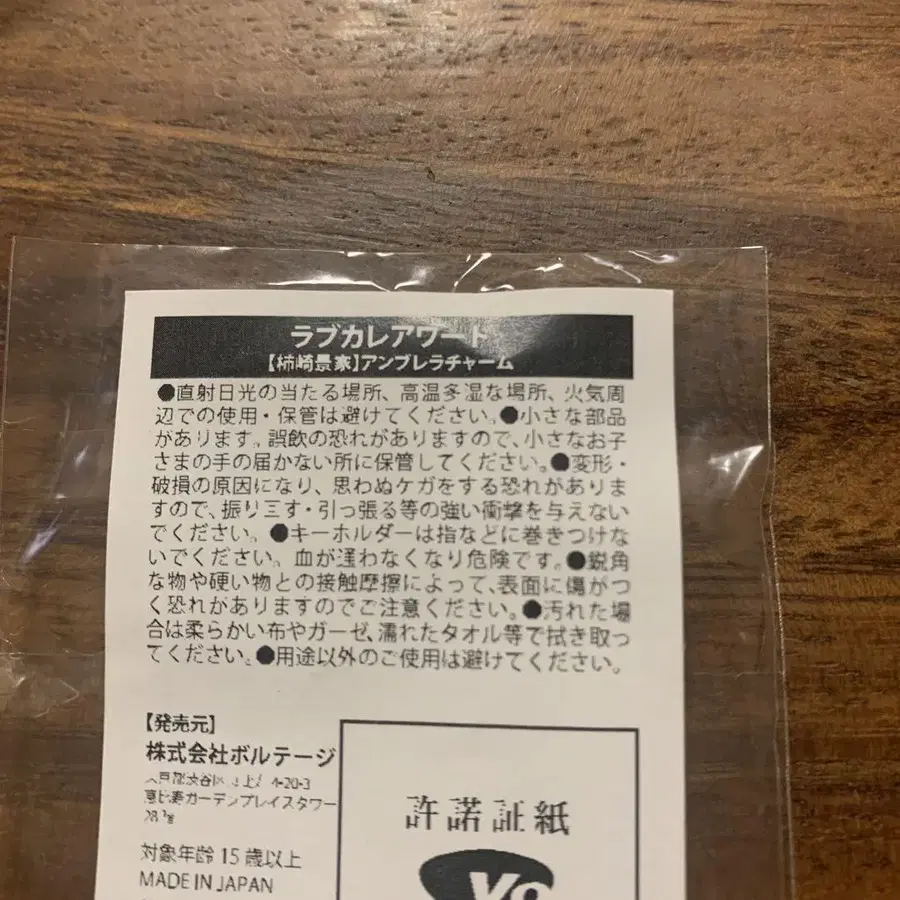 ラブカレアワード
【柿崎景家】アンブレラチャーム
●直射日光の当たる場所、高温多湿な場所、火気周
辺での使用・保管は避けてください。●小さな部品
があります。誤飲の恐れがありますので、小さなお子
さまの手の届かない所に保管してください。●変形・
破損の原因になり、思わぬケガをする恐れがありま
すので、振り回す・引っ張る等の強い衝撃を与えない
でください。●キーホルダーは指などに巻きつけな
いでください。血が通わなくなり危険です。●鋭角
な物や硬い物との接触摩擦によって、表面に傷がつ
く恐れがありますのでご注意ください。●汚れた場
合は柔らかい布やガーゼ、濡れたタオル等で拭き取っ
てください。●用途以外のご使用は避けてください。
【発売元】
株式会社ボルテージ
4-20-3
恵比寿ガーデンプレイスタワー
対象年齢15歳以上
MADE IN JAPAN
許諾証紙